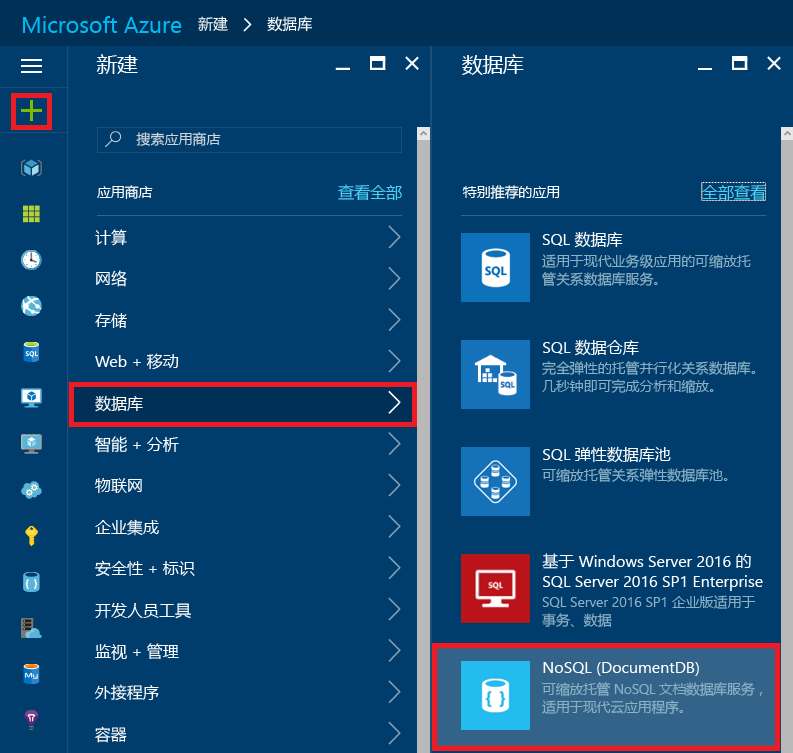 Microsoft Azure 新建 > 数据库
新建
搜索应用商店
应用商店 查看全部
计算
网络
存储
Web + 移动
数据库
智能 + 分析
物联网
企业集成
安全性 + 标识
开发人员工具
监视 + 管理
外接程序
容器
数据库
特别推荐的应用 全部查看
SQL
SQL 数据库
适用于现代业务级应用的可缩放托
管关系数据库服务。
SQL
SQL 数据仓库
完全弹性的托管并行化关系数据库。
几秒钟即可完成分析和缩放。
SQL 弹性数据库池
可缩放托管关系弹性数据库池。
SQL
基于 Windows Server 2016 的
SQL Server 2016 SP1 Enterprise
SQL Server 2016 SP1 企业版适用于
事务、数据
NoSQL (DocumentDB)
可缩放托管 NoSQL 文档数据库服务，
适用于现代云应用程序。
SQL
My